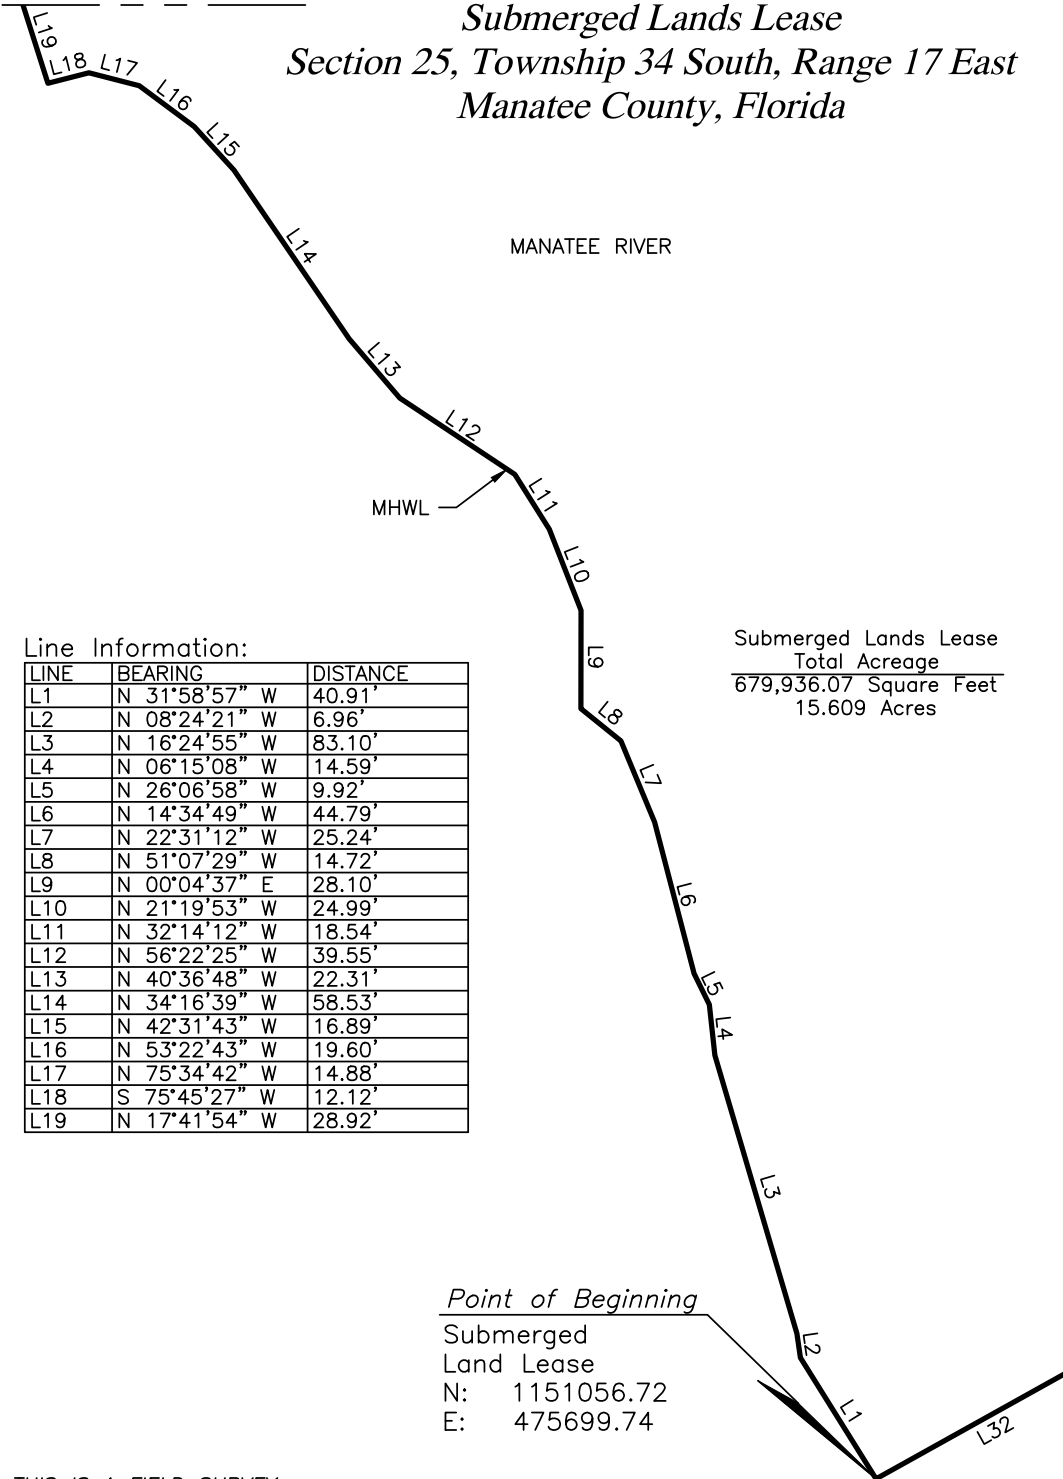 Submerged Lands Lease
Section 25, Township 34 South, Range 17 East
Manatee County, Florida
L19
L18
L17
L16
L15
L14
MANATEE RIVER
L13
L12
MHWL
L11
L10
L9
L8
L7
L6
L5
L4
L3
L2
L1
L32
Submerged Lands Lease
Total Acreage
679,936.07 Square Feet
15.609 Acres
Line Information:
LINE BEARING DISTANCE
L1 N 31°58'57" W 40.91'
L2 N 08°24'21" W 6.96'
L3 N 16°24'55" W 83.10'
L4 N 06°15'08" W 14.59'
L5 N 26°06'58" W 9.92'
L6 N 14°34'49" W 44.79'
L7 N 22°31'12" W 25.24'
L8 N 51°07'29" W 14.72'
L9 N 00°04'37" E 28.10'
L10 N 21°19'53" W 24.99'
L11 N 32°14'12" W 18.54'
L12 N 56°22'25" W 39.55'
L13 N 40°36'48" W 22.31'
L14 N 34°16'39" W 58.53'
L15 N 42°31'43" W 16.89'
L16 N 53°22'43" W 19.60'
L17 N 75°34'42" W 14.88'
L18 S 75°45'27" W 12.12'
L19 N 17°41'54" W 28.92'
Point of Beginning
Submerged
Land Lease
N: 1151056.72
E: 475699.74
THIS IS A FIELD SURVEY